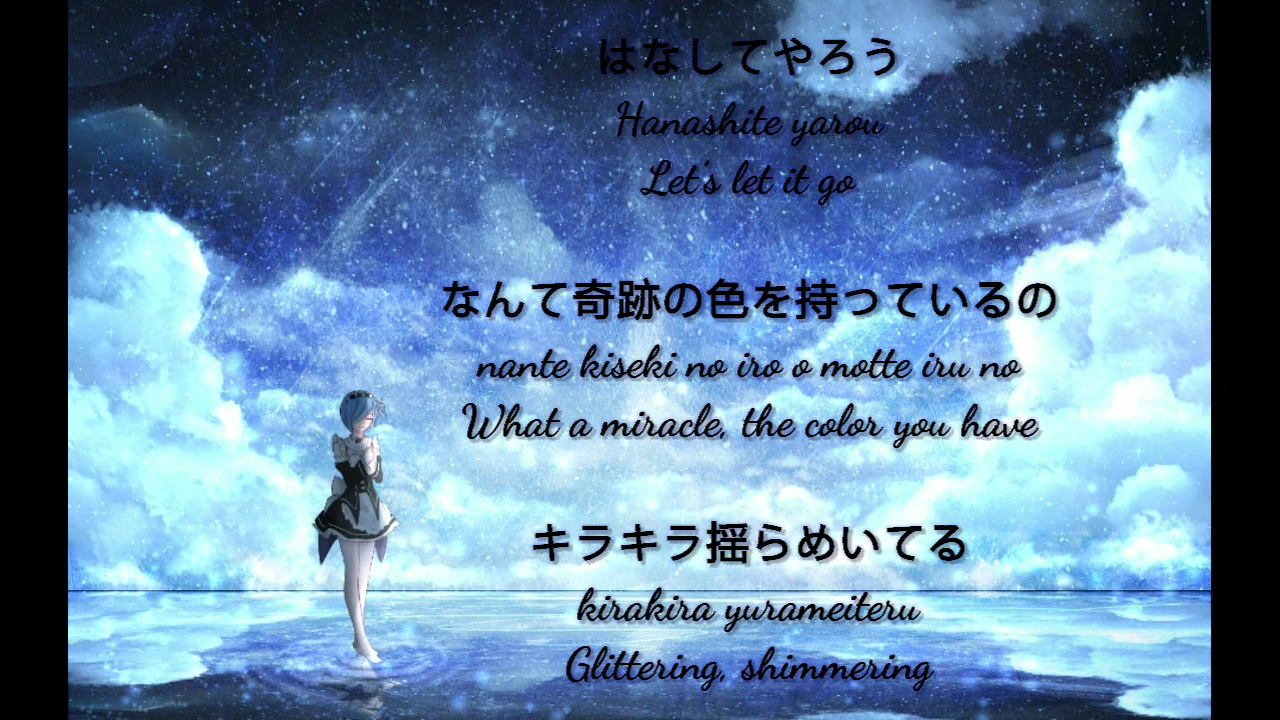 はなしてやろう
Hanashite yarou
Let's let it go
なんて奇跡の色を持っているの
nante kiseki no iro o motte iru no
What a miracle, the color you have
キラキラ揺らめいてる
kirakira yurameiteru
Glittering, shimmering